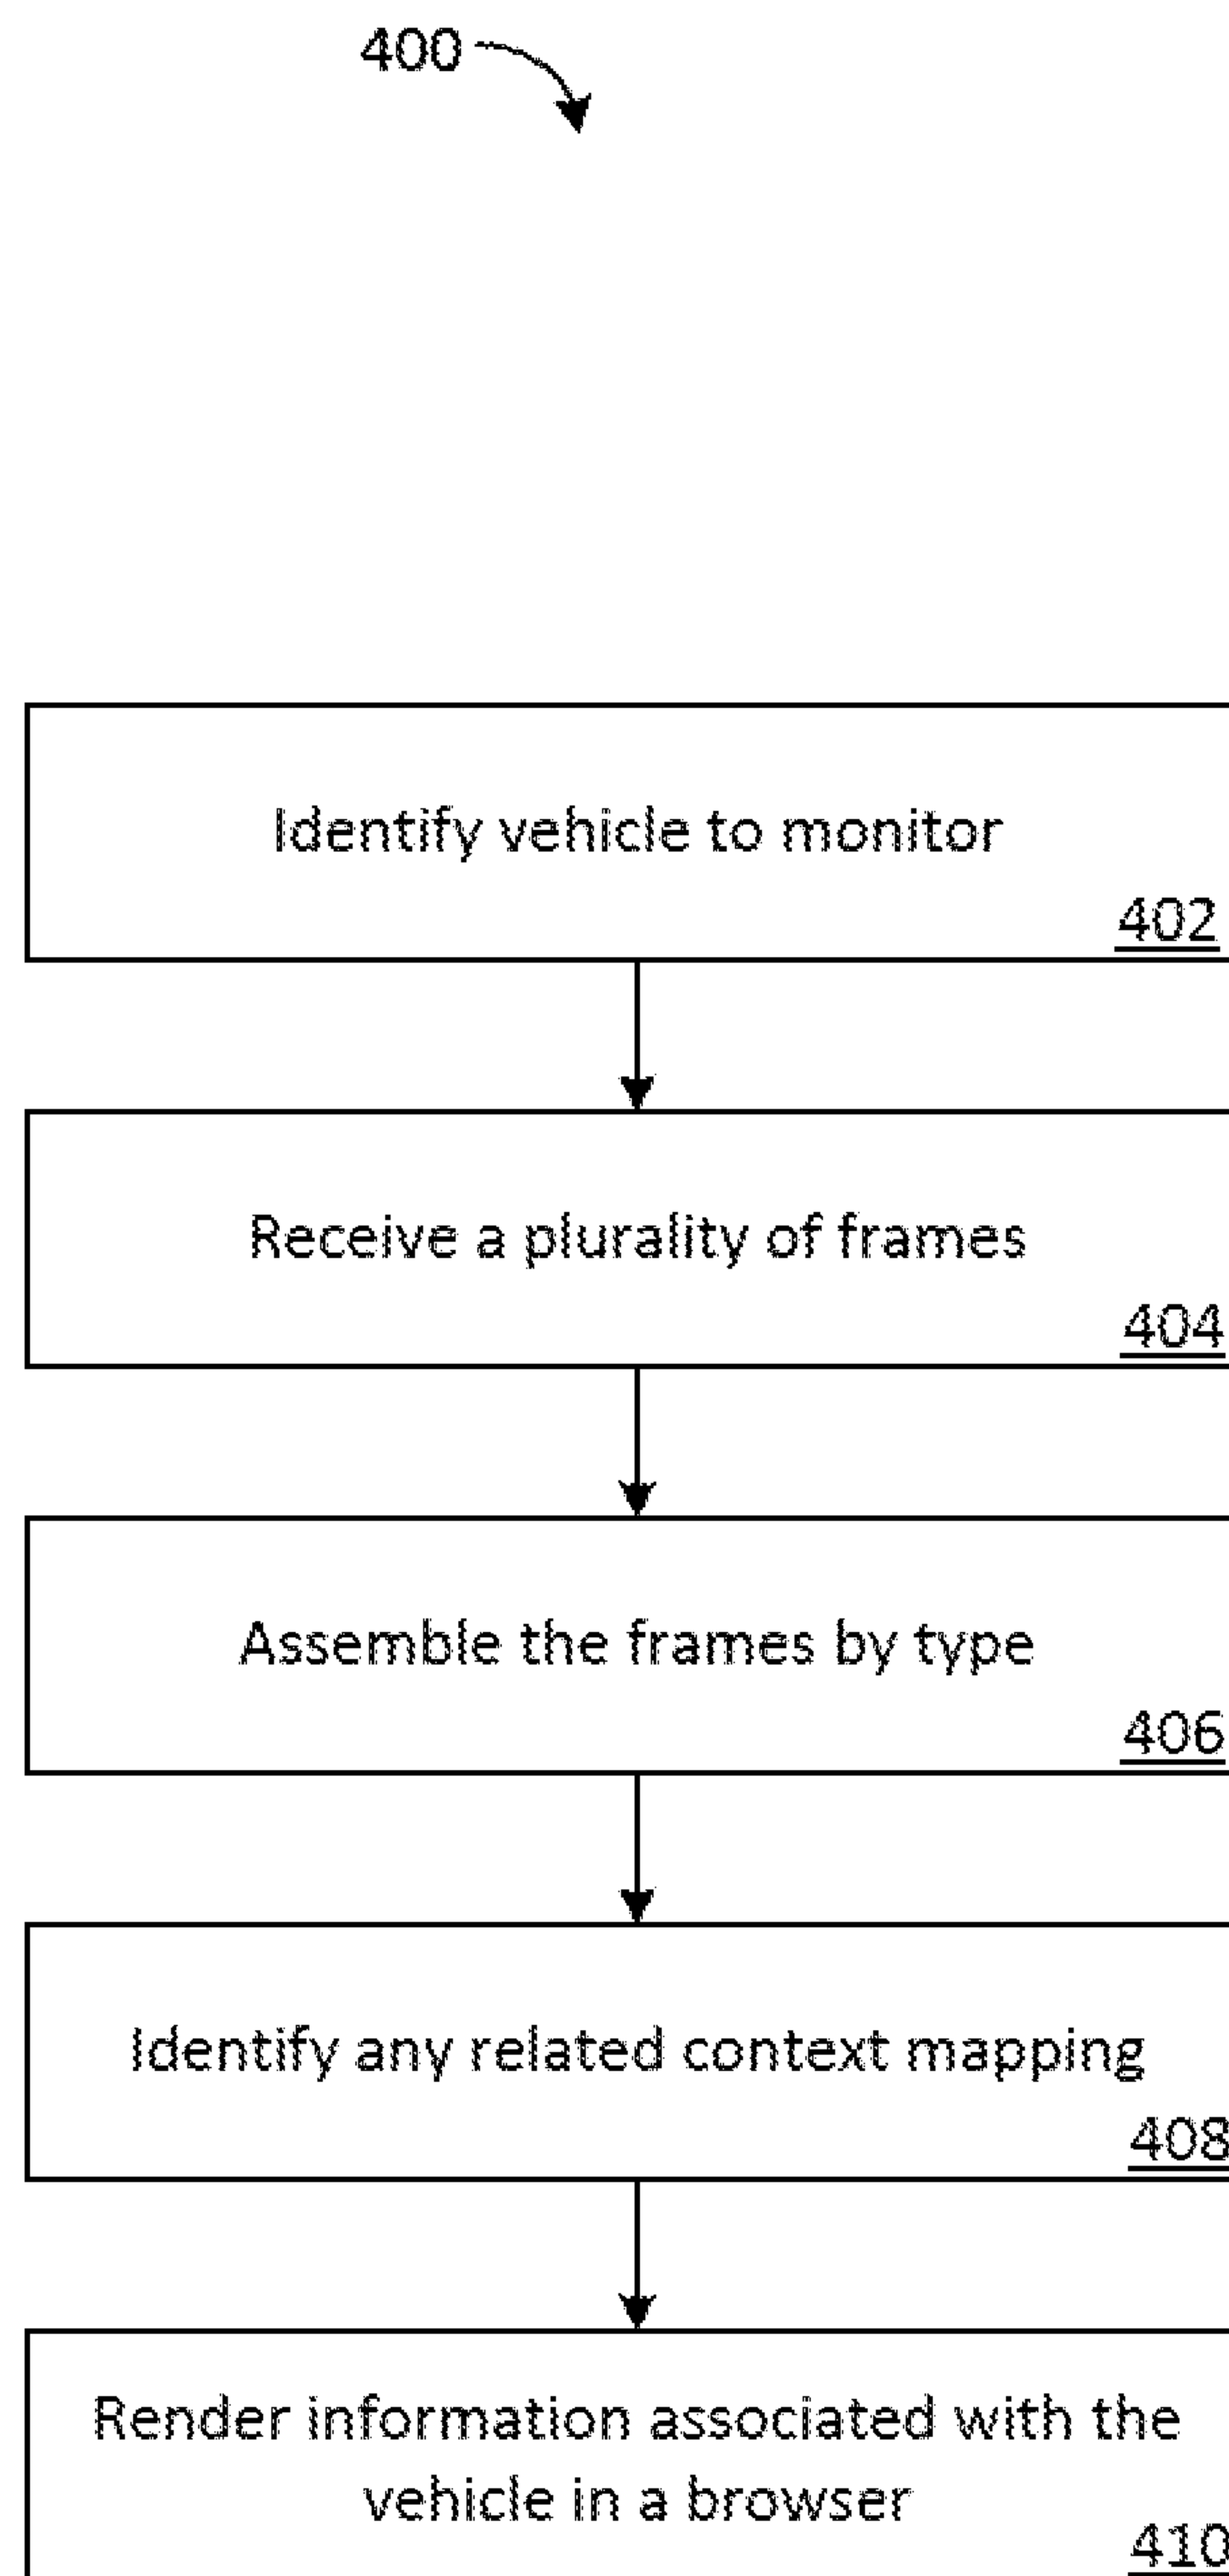 400
Identify vehicle to monitor
402
Receive a plurality of frames
404
Assemble the frames by type
406
Identify any related context mapping
408
Render information associated with the
vehicle in a browser
410